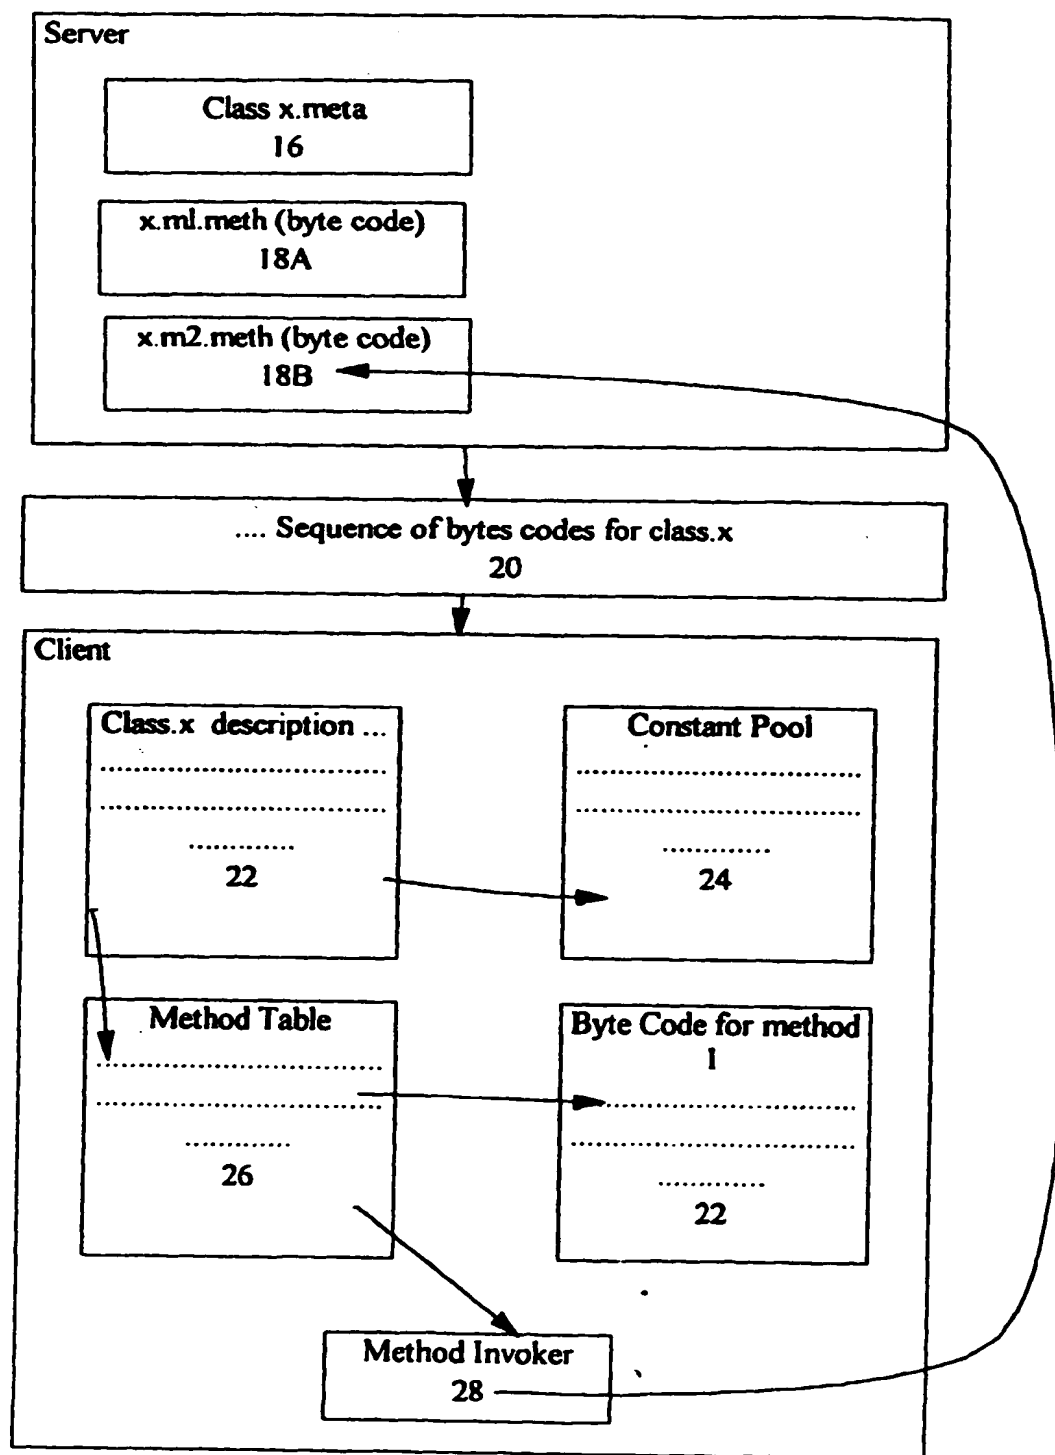 Server
Class x.meta
16
x.ml.meth (byte code)
18A
x.m2.meth (byte code)
18B
.... Sequence of bytes codes for class.x
20
Client
Class.x description ...
22
Constant Pool
24
Method Table
26
Byte Code for method
1
22
Method Invoker
28